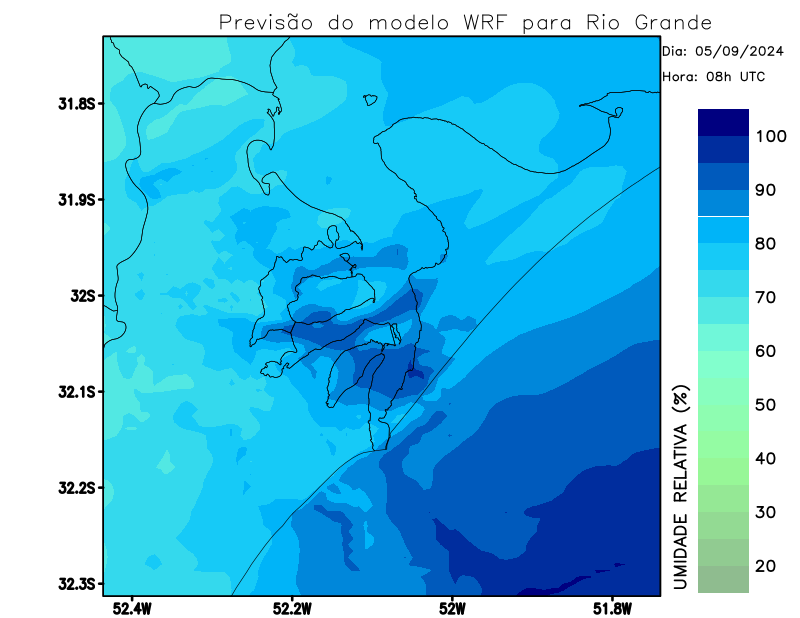 Previsão do modelo WRF para Rio Grande
Dia: 05/09/2024
Hora: 08h UTC
31.8S
31.9S
32S
32.1S
32.2S
32.3S
52.4W
52.2W
52W
51.8W
100
90
80
70
60
50
40
30
20
UMIDADE RELATIVA (%)